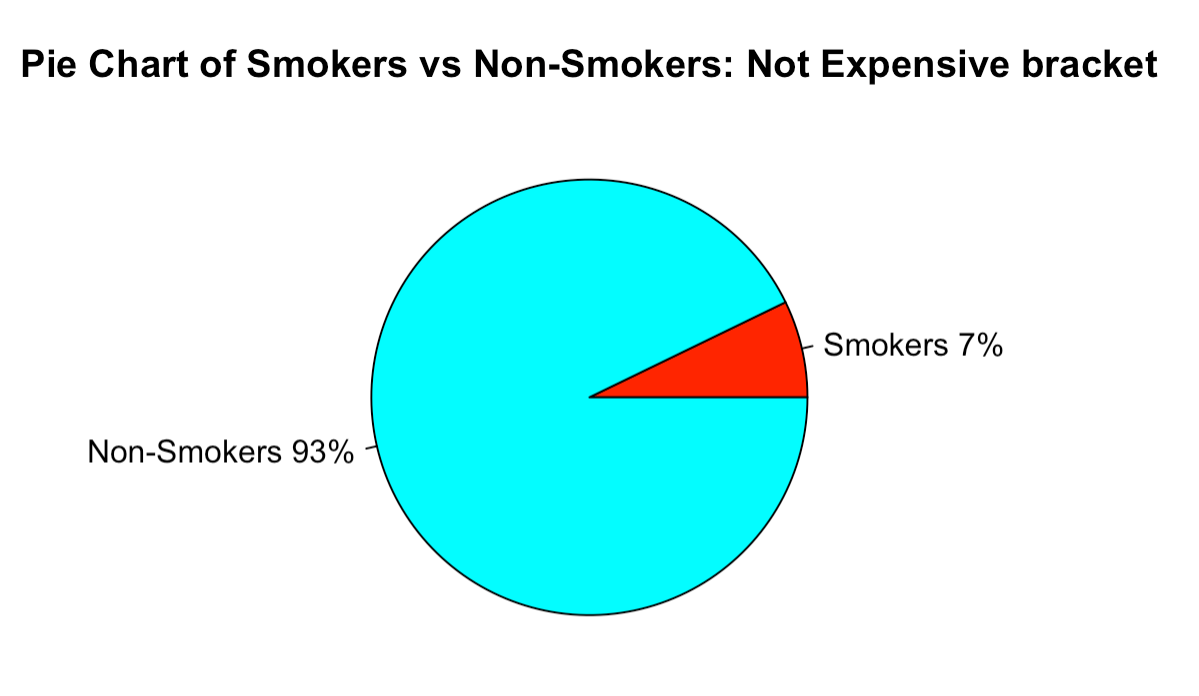 Pie Chart of Smokers vs Non-Smokers: Not Expensive bracket
Smokers 7%
Non-Smokers 93%